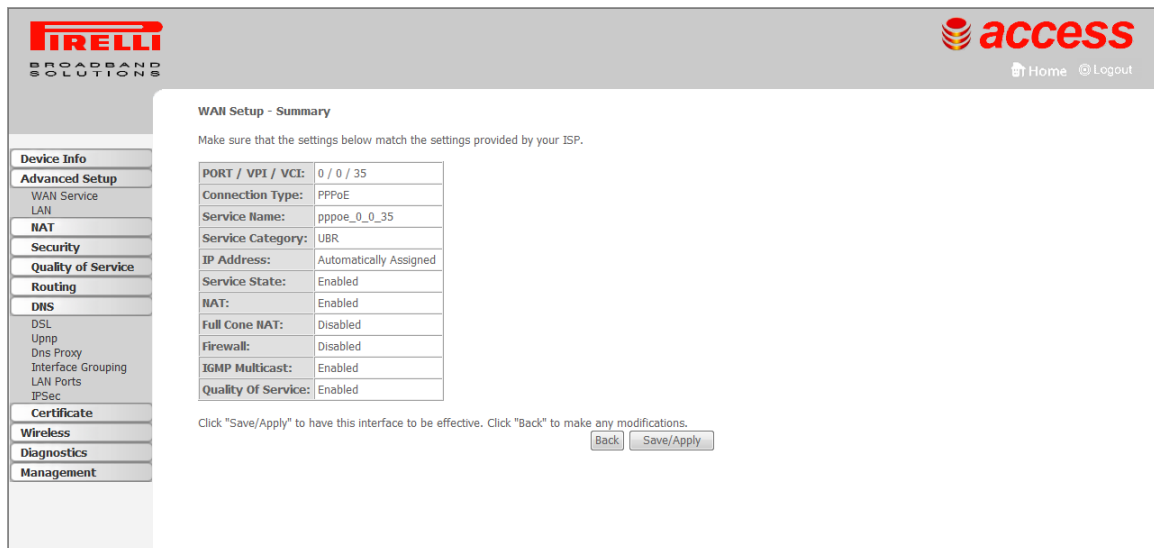 PIRELLI
BROADBAND
SOLUTIONS
access
Home Logout
WAN Setup - Summary
Make sure that the settings below match the settings provided by your ISP.
PORT / VPI / VCI: 0 / 0 / 35
Connection Type: PPPoE
Service Name: pppoe_0_0_35
Service Category: UBR
IP Address: Automatically Assigned
Service State: Enabled
NAT: Enabled
Full Cone NAT: Disabled
Firewall: Disabled
IGMP Multicast: Enabled
Quality Of Service: Enabled
Click "Save/Apply" to have this interface to be effective. Click "Back" to make any modifications.
Back Save/Apply
Device Info
Advanced Setup
WAN Service
LAN
NAT
Security
Quality of Service
Routing
DNS
DSL
Upnp
Dns Proxy
Interface Grouping
LAN Ports
IPSec
Certificate
Wireless
Diagnostics
Management